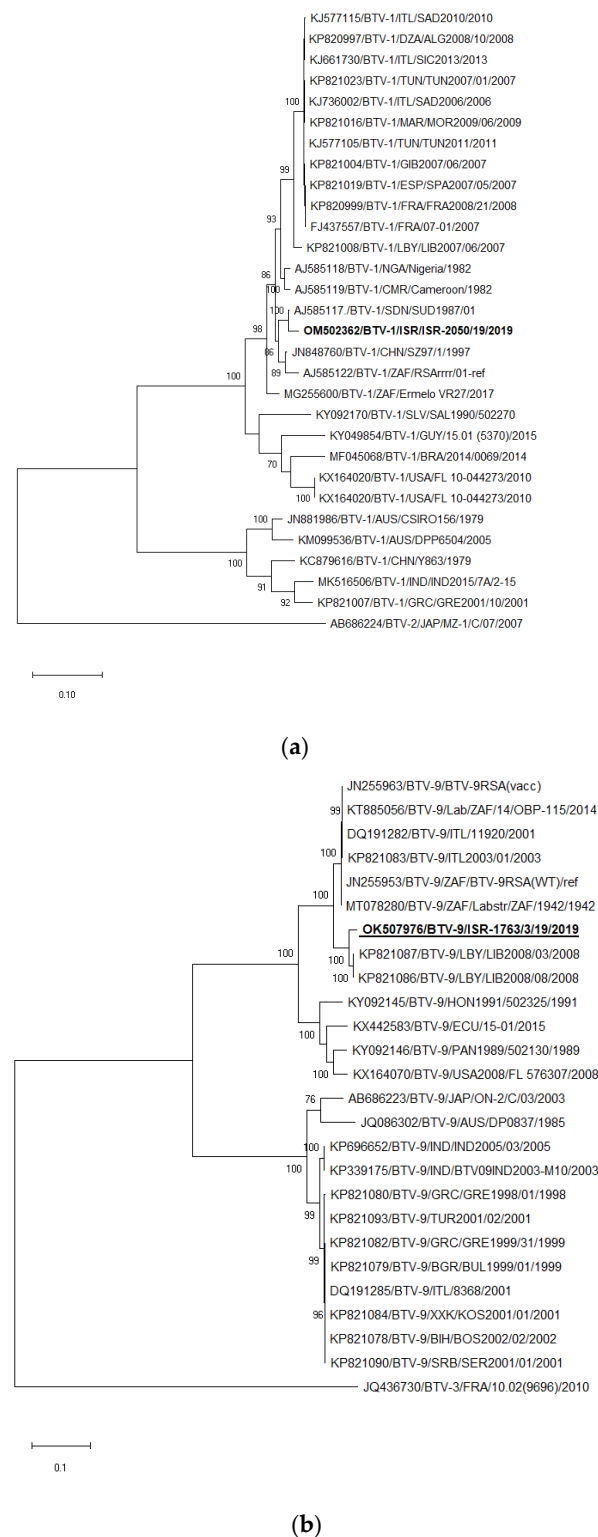 KJ577115/BTV-1/ITL/SAD2010/2010
KP820997/BTV-1/DZA/ALG2008/10/2008
KJ661730/BTV-1/ITL/SIC2013/2013
KP821023/BTV-1/TUN/TUN2007/01/2007
100
KJ736002/BTV-1/ITL/SAD2006/2006
KP821016/BTV-1/MAR/MOR2009/06/2009
KJ577105/BTV-1/TUN/TUN2011/2011
KP821004/BTV-1/GIB2007/06/2007
99
KP821019/BTV-1/ESP/SPA2007/05/2007
KP820999/BTV-1/FRA/FRA2008/21/2008
93
FJ437557/BTV-1/FRA/07-01/2007
KP821008/BTV-1/LBY/LIB2007/06/2007
86
AJ585118/BTV-1/NGA/Nigeria/1982
100
AJ585119/BTV-1/CMR/Cameroon/1982
100
AJ585117./BTV-1/SDN/SUD1987/01
98
OM502362/BTV-1/ISR/ISR-2050/19/2019
86
JN848760/BTV-1/CHN/SZ97/1/1997
89
AJ585122/BTV-1/ZAF/RSArrrr/01-ref
100
MG255600/BTV-1/ZAF/Ermelo VR27/2017
KY092170/BTV-1/SLV/SAL1990/502270
KY049854/BTV-1/GUY/15.01 (5370)/2015
70
MF045068/BTV-1/BRA/2014/0069/2014
KX164020/BTV-1/USA/FL 10-044273/2010
100
KX164020/BTV-1/USA/FL 10-044273/2010
100
JN881986/BTV-1/AUS/CSIRO156/1979
KM099536/BTV-1/AUS/DPP6504/2005
100
KC879616/BTV-1/CHN/Y863/1979
91
MK516506/BTV-1/IND/IND2015/7A/2-15
92
KP821007/BTV-1/GRC/GRE2001/10/2001
AB686224/BTV-2/JAP/MZ-1/C/07/2007
0.10
(a)
JN255963/BTV-9/BTV-9RSA(vacc)
99
KT885056/BTV-9/Lab/ZAF/14/OBP-115/2014
DQ191282/BTV-9/ITL/11920/2001
100
KP821083/BTV-9/ITL2003/01/2003
JN255953/BTV-9/ZAF/BTV-9RSA(WT)/ref
100
MT078280/BTV-9/ZAF/Labstr/ZAF/1942/1942
OK507976/BTV-9/ISR-1763/3/19/2019
100
100
KP821087/BTV-9/LBY/LIB2008/03/2008
100
KP821086/BTV-9/LBY/LIB2008/08/2008
KY092145/BTV-9/HON1991/502325/1991
KX442583/BTV-9/ECU/15-01/2015
100
KY092146/BTV-9/PAN1989/502130/1989
100
KX164070/BTV-9/USA2008/FL 576307/2008
76
AB686223/BTV-9/JAP/ON-2/C/03/2003
JQ086302/BTV-9/AUS/DP0837/1985
100
KP696652/BTV-9/IND/IND2005/03/2005
100
KP339175/BTV-9/IND/BTV09IND2003-M10/2003
KP821080/BTV-9/GRC/GRE1998/01/1998
99
KP821093/BTV-9/TUR2001/02/2001
KP821082/BTV-9/GRC/GRE1999/31/1999
99
KP821079/BTV-9/BGR/BUL1999/01/1999
DQ191285/BTV-9/ITL/8368/2001
96
KP821084/BTV-9/XXK/KOS2001/01/2001
KP821078/BTV-9/BIH/BOS2002/02/2002
KP821090/BTV-9/SRB/SER2001/01/2001
JQ436730/BTV-3/FRA/10.02(9696)/2010
0.1
(b)